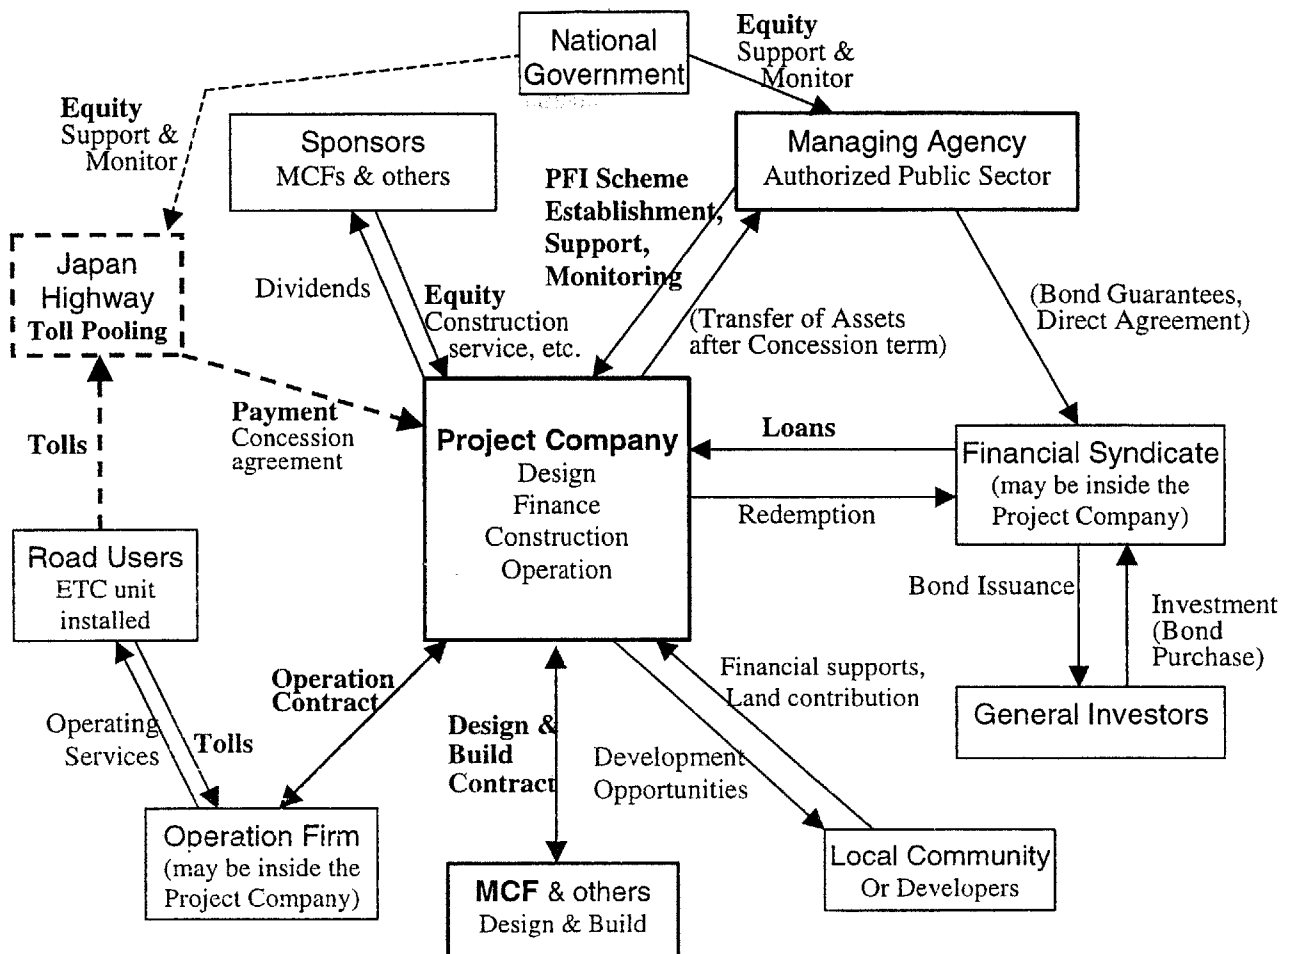 National
Government
Equity
Support &
Monitor
Equity
Support &
Monitor
Sponsors
MCFs & others
Managing Agency
Authorized Public Sector
PFI Scheme
Establishment,
Support,
Monitoring
Japan
Highway
Toll Pooling
Dividends
Equity
Construction
service, etc.
(Transfer of Assets
after Concession term)
(Bond Guarantees,
Direct Agreement)
Payment
Concession
agreement
Tolls
Project Company
Design
Finance
Construction
Operation
Loans
Redemption
Financial Syndicate
(may be inside the
Project Company)
Road Users
ETC unit
installed
Bond Issuance
Investment
(Bond
Purchase)
Operation
Contract
Financial supports,
Land contribution
General Investors
Operating
Services
Tolls
Design &
Build
Contract
Development
Opportunities
Operation Firm
(may be inside the
Project Company)
MCF & others
Design & Build
Local Community
Or Developers